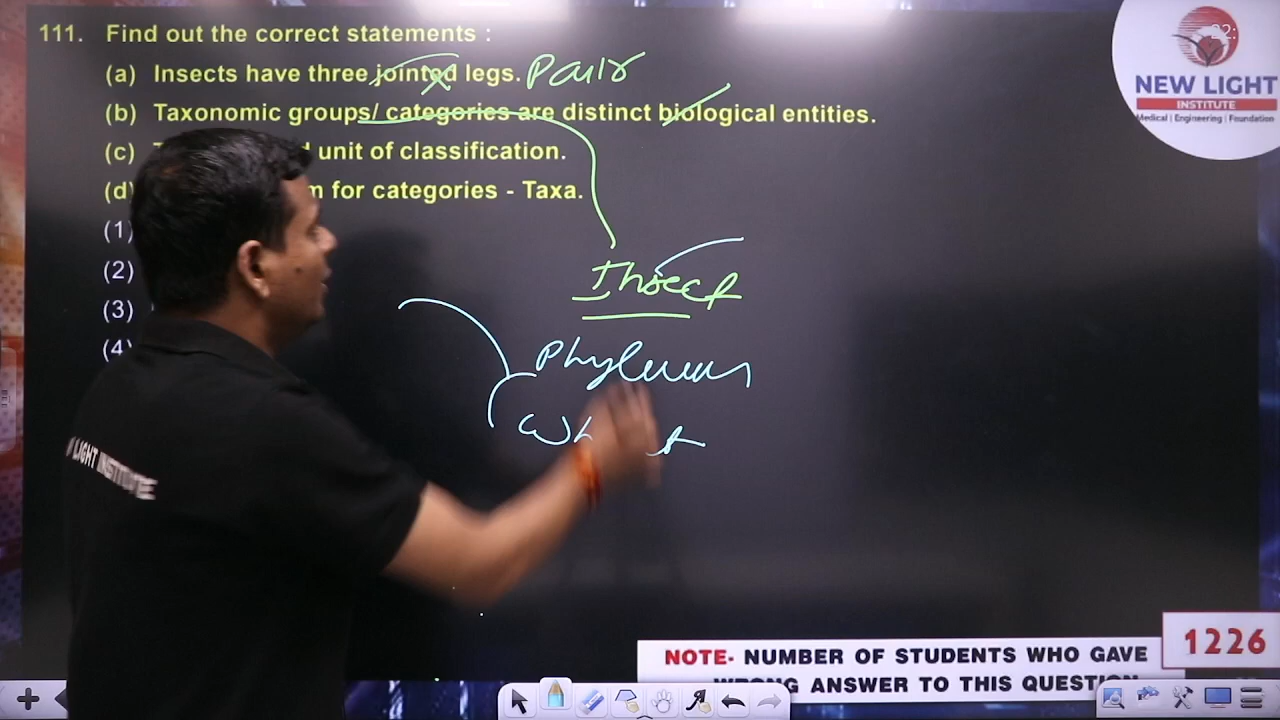 111. Find out the correct statements :
(a) Insects have three jointed legs. Pair
(b) Taxonomic groups/ categories are distinct biological entities.
(c) unit of classification.
(d) for categories - Taxa.
(1)
(2)
(3)
(4)
Insect
Phylum
NEW LIGHT
INSTITUTE
Medical | Engineering | Foundation
LIGHT INSTITUTE
1226
NOTE- NUMBER OF STUDENTS WHO GAVE
WRONG ANSWER TO THIS QUESTION